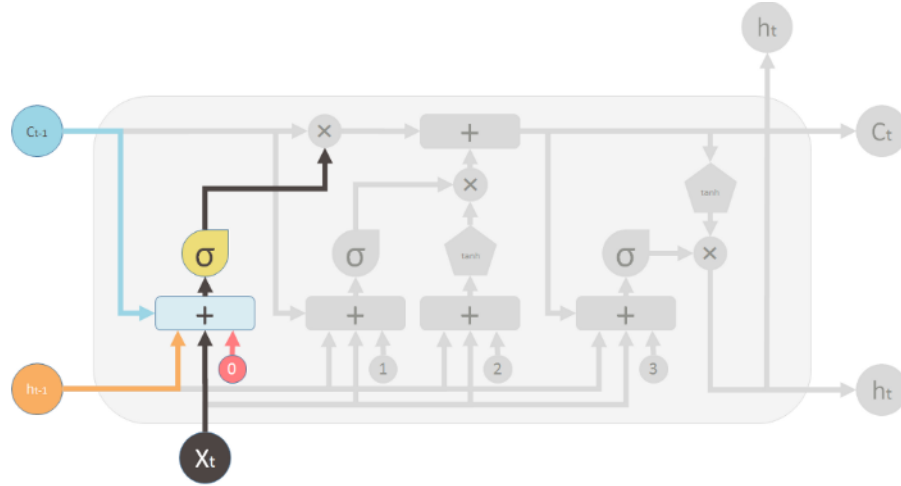 ht
Ct-1
×
+
Ct
×
tanh
σ
σ
tanh
σ
×
+
+
+
+
ht-1
0
1
2
3
ht
Xt